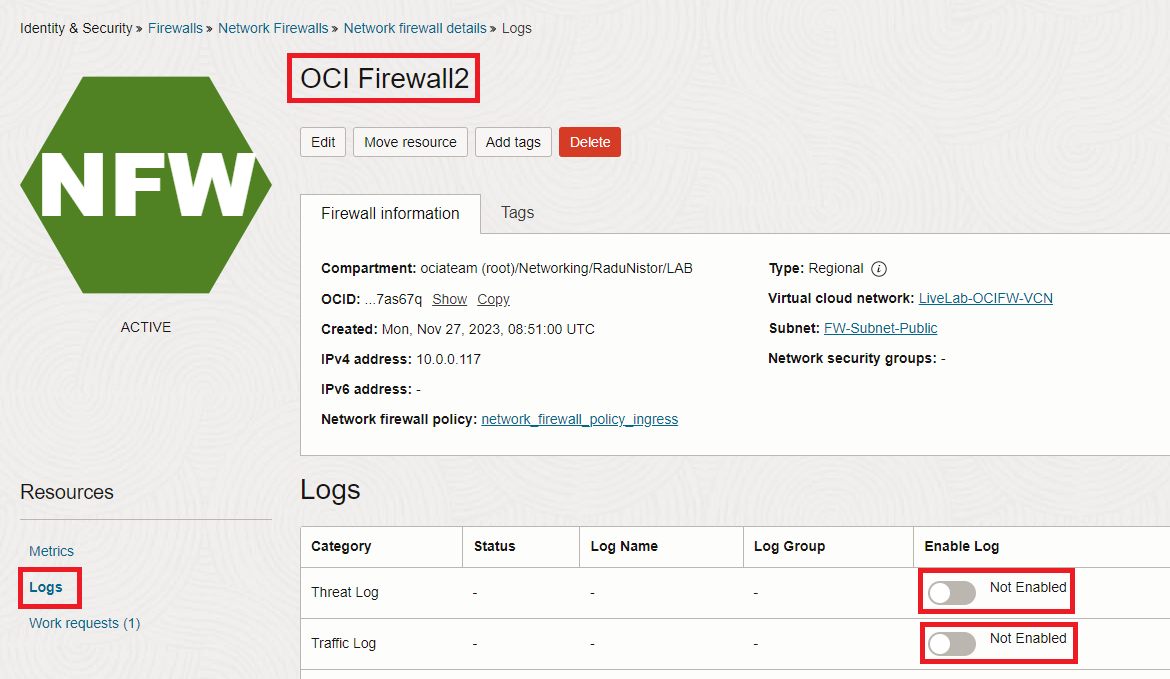 Identity & Security » Firewalls » Network Firewalls » Network firewall details » Logs
NFW
ACTIVE
OCI Firewall2
Edit Move resource Add tags Delete
Firewall information Tags
Compartment: ociateam (root)/Networking/RaduNistor/LAB
OCID: ...7as67q Show Copy
Created: Mon, Nov 27, 2023, 08:51:00 UTC
IPv4 address: 10.0.0.117
IPv6 address: -
Network firewall policy: network_firewall_policy_ingress
Type: Regional i
Virtual cloud network: LiveLab-OCIFW-VCN
Subnet: FW-Subnet-Public
Network security groups: -
Resources
Metrics
Logs
Work requests (1)
Logs
Category Status Log Name Log Group Enable Log
Threat Log - - - Not Enabled
Traffic Log - - - Not Enabled